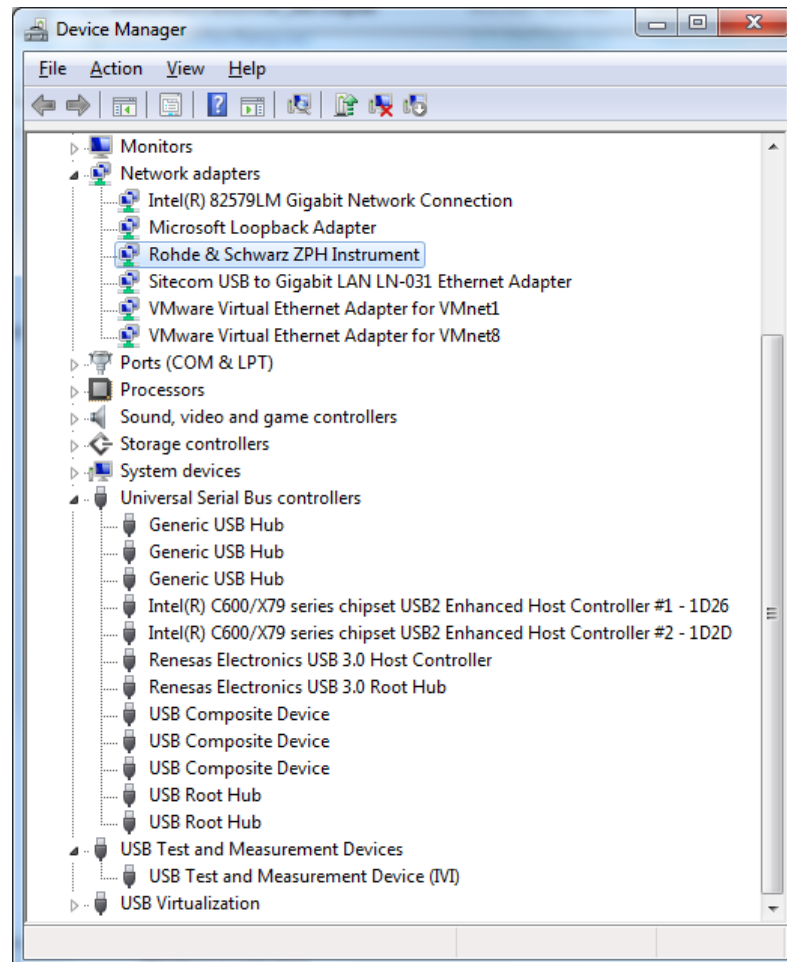 Device Manager
File Action View Help
Monitors
Network adapters
Intel(R) 82579LM Gigabit Network Connection
Microsoft Loopback Adapter
Rohde & Schwarz ZPH Instrument
Sitecom USB to Gigabit LAN LN-031 Ethernet Adapter
VMware Virtual Ethernet Adapter for VMnet1
VMware Virtual Ethernet Adapter for VMnet8
Ports (COM & LPT)
Processors
Sound, video and game controllers
Storage controllers
System devices
Universal Serial Bus controllers
Generic USB Hub
Generic USB Hub
Generic USB Hub
Intel(R) C600/X79 series chipset USB2 Enhanced Host Controller #1 - 1D26
Intel(R) C600/X79 series chipset USB2 Enhanced Host Controller #2 - 1D2D
Renesas Electronics USB 3.0 Host Controller
Renesas Electronics USB 3.0 Root Hub
USB Composite Device
USB Composite Device
USB Composite Device
USB Root Hub
USB Root Hub
USB Test and Measurement Devices
USB Test and Measurement Device (IVI)
USB Virtualization